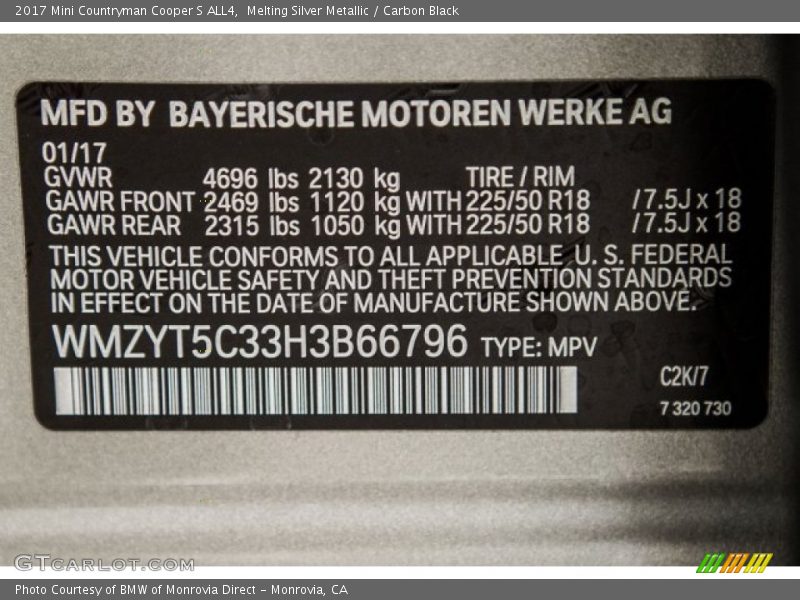 2017 Mini Countryman Cooper S ALL4,  Melting Silver Metallic / Carbon Black
MFD BY BAYERISCHE MOTOREN WERKE AG
01/17
GVWR 4696 lbs 2130 kg TIRE / RIM
GAWR FRONT 2469 lbs 1120 kg WITH 225/50 R18 /7.5J x 18
GAWR REAR 2315 lbs 1050 kg WITH 225/50 R18 /7.5J x 18
THIS VEHICLE CONFORMS TO ALL APPLICABLE U. S. FEDERAL
MOTOR VEHICLE SAFETY AND THEFT PREVENTION STANDARDS
IN EFFECT ON THE DATE OF MANUFACTURE SHOWN ABOVE.
WMZYT5C33H3B66796 TYPE: MPV
C2K/7
7 320 730
GTCARLOT.COM
Photo Courtesy of BMW of Monrovia Direct – Monrovia, CA